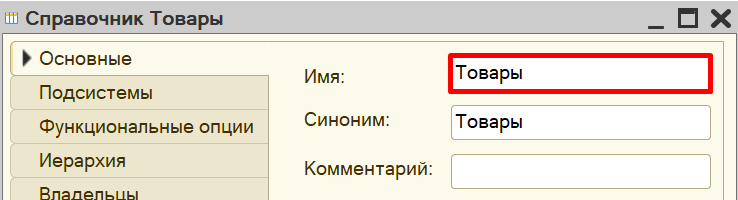 Справочник Товары
Основные
Имя: Товары
Подсистемы
Синоним: Товары
Функциональные опции
Иерархия
Комментарий:
Владельцы